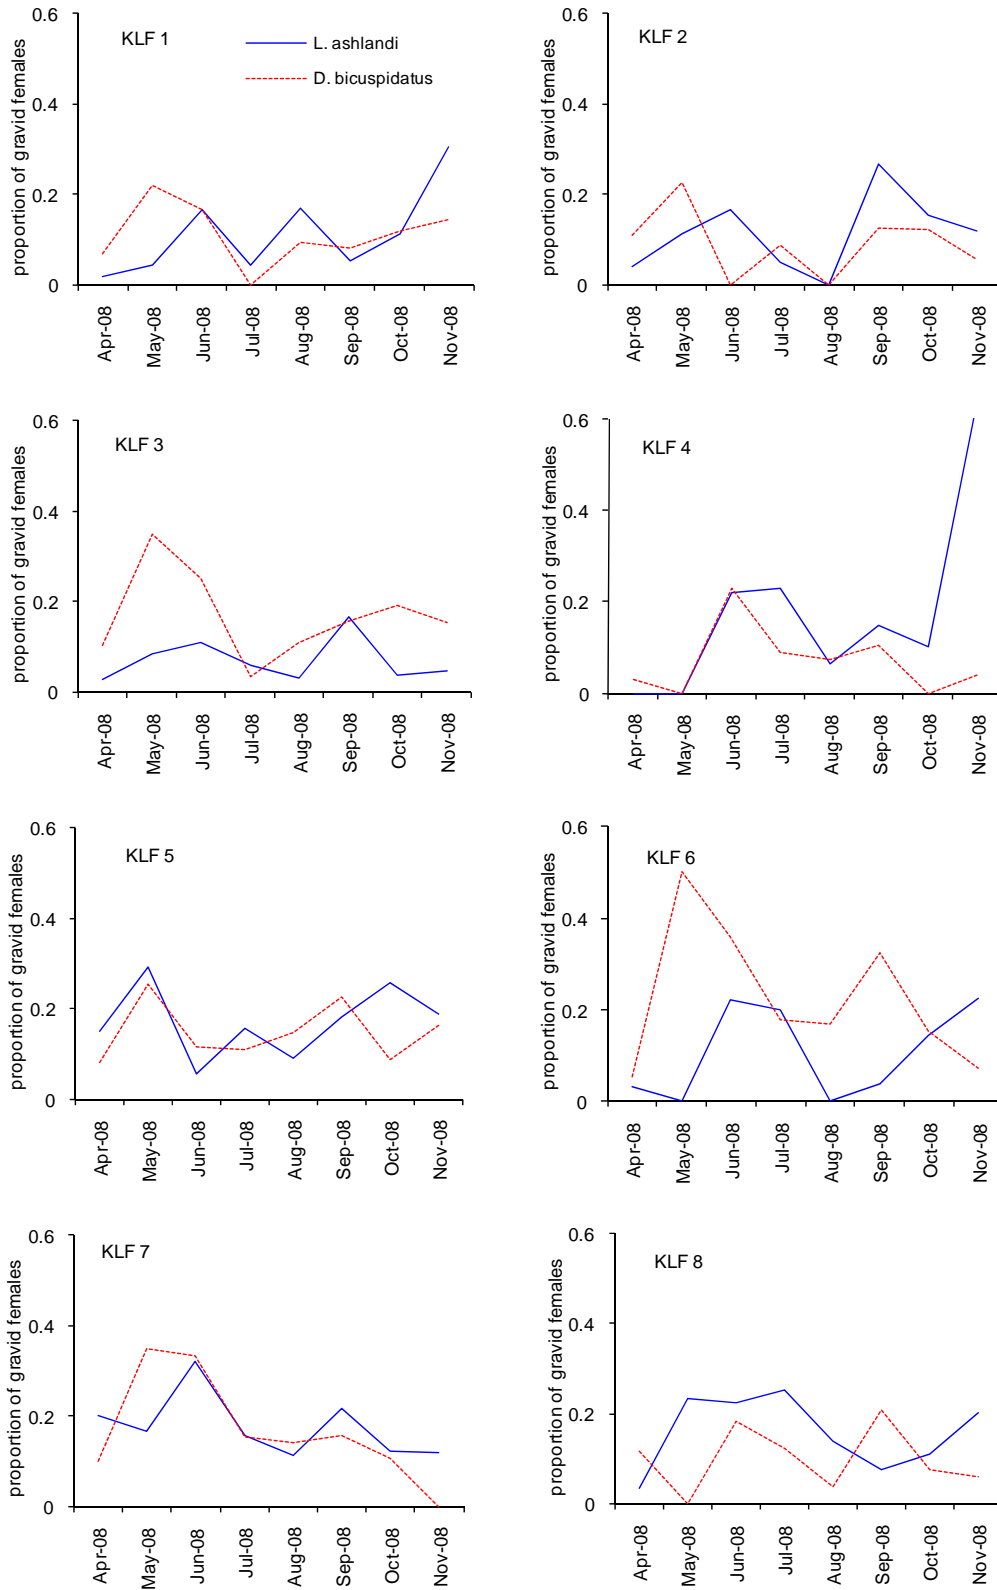 KLF 1
L. ashlandi
D. bicuspidatus
proportion of gravid females
0.6
0.4
0.2
0
Apr-08
May-08
Jun-08
Jul-08
Aug-08
Sep-08
Oct-08
Nov-08
KLF 2
proportion of gravid females
0.6
0.4
0.2
0
Apr-08
May-08
Jun-08
Jul-08
Aug-08
Sep-08
Oct-08
Nov-08
KLF 3
proportion of gravid females
0.6
0.4
0.2
0
Apr-08
May-08
Jun-08
Jul-08
Aug-08
Sep-08
Oct-08
Nov-08
KLF 4
proportion of gravid females
0.6
0.4
0.2
0
Apr-08
May-08
Jun-08
Jul-08
Aug-08
Sep-08
Oct-08
Nov-08
KLF 5
proportion of gravid females
0.6
0.4
0.2
0
Apr-08
May-08
Jun-08
Jul-08
Aug-08
Sep-08
Oct-08
Nov-08
KLF 6
proportion of gravid females
0.6
0.4
0.2
0
Apr-08
May-08
Jun-08
Jul-08
Aug-08
Sep-08
Oct-08
Nov-08
KLF 7
proportion of gravid females
0.6
0.4
0.2
0
Apr-08
May-08
Jun-08
Jul-08
Aug-08
Sep-08
Oct-08
Nov-08
KLF 8
proportion of gravid females
0.6
0.4
0.2
0
Apr-08
May-08
Jun-08
Jul-08
Aug-08
Sep-08
Oct-08
Nov-08